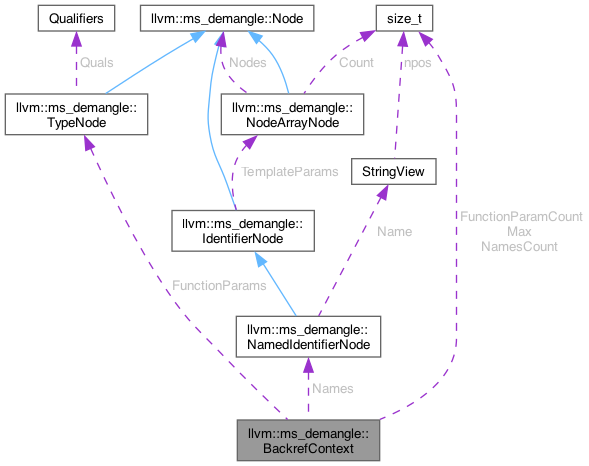 Qualifiers
llvm::ms_demangle::Node
size_t
Quals
Nodes
Count
npos
llvm::ms_demangle::
TypeNode
llvm::ms_demangle::
NodeArrayNode
TemplateParams
StringView
llvm::ms_demangle::
IdentifierNode
Name
FunctionParamCount
Max
NamesCount
FunctionParams
llvm::ms_demangle::
NamedIdentifierNode
Names
llvm::ms_demangle::
BackrefContext